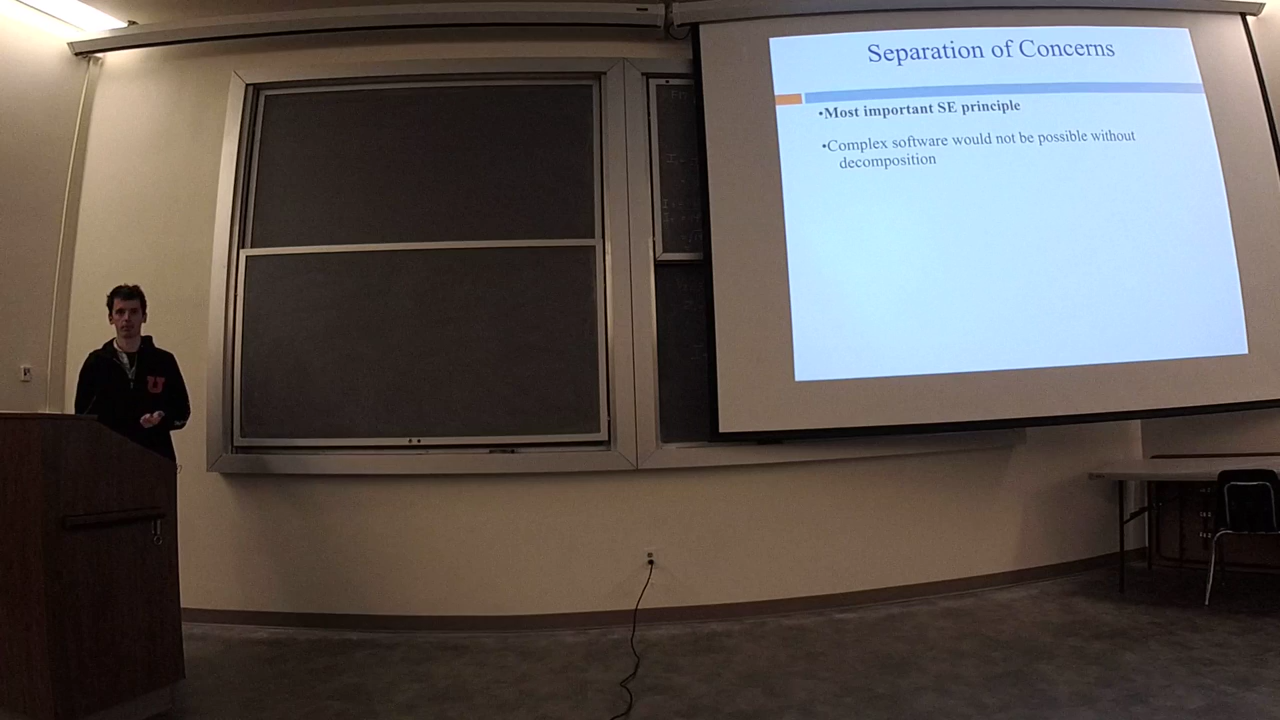 Separation of Concerns
•Most important SE principle
•Complex software would not be possible without
decomposition
U